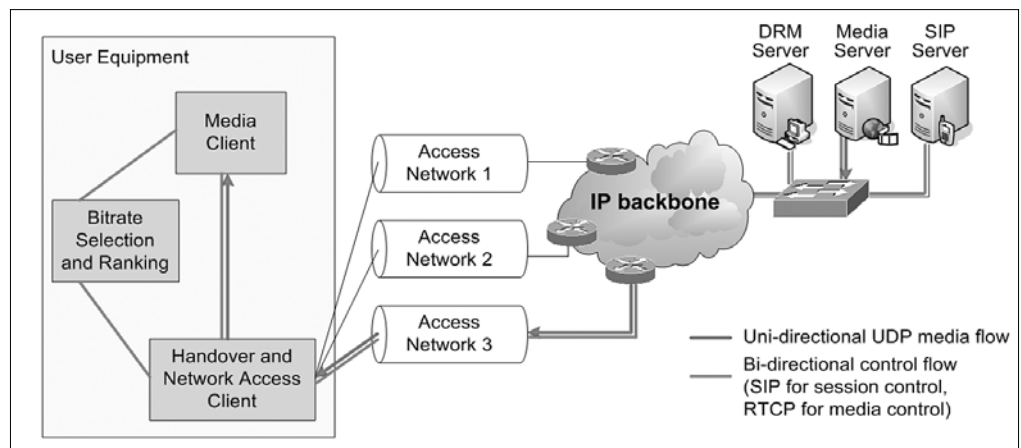 User Equipment
Media
Client
Bitrate
Selection
and Ranking
Handover and
Network Access
Client
Access
Network 1
Access
Network 2
Access
Network 3
IP backbone
DRM
Server
Media
Server
SIP
Server
Uni-directional UDP media flow
Bi-directional control flow
(SIP for session control,
RTCP for media control)